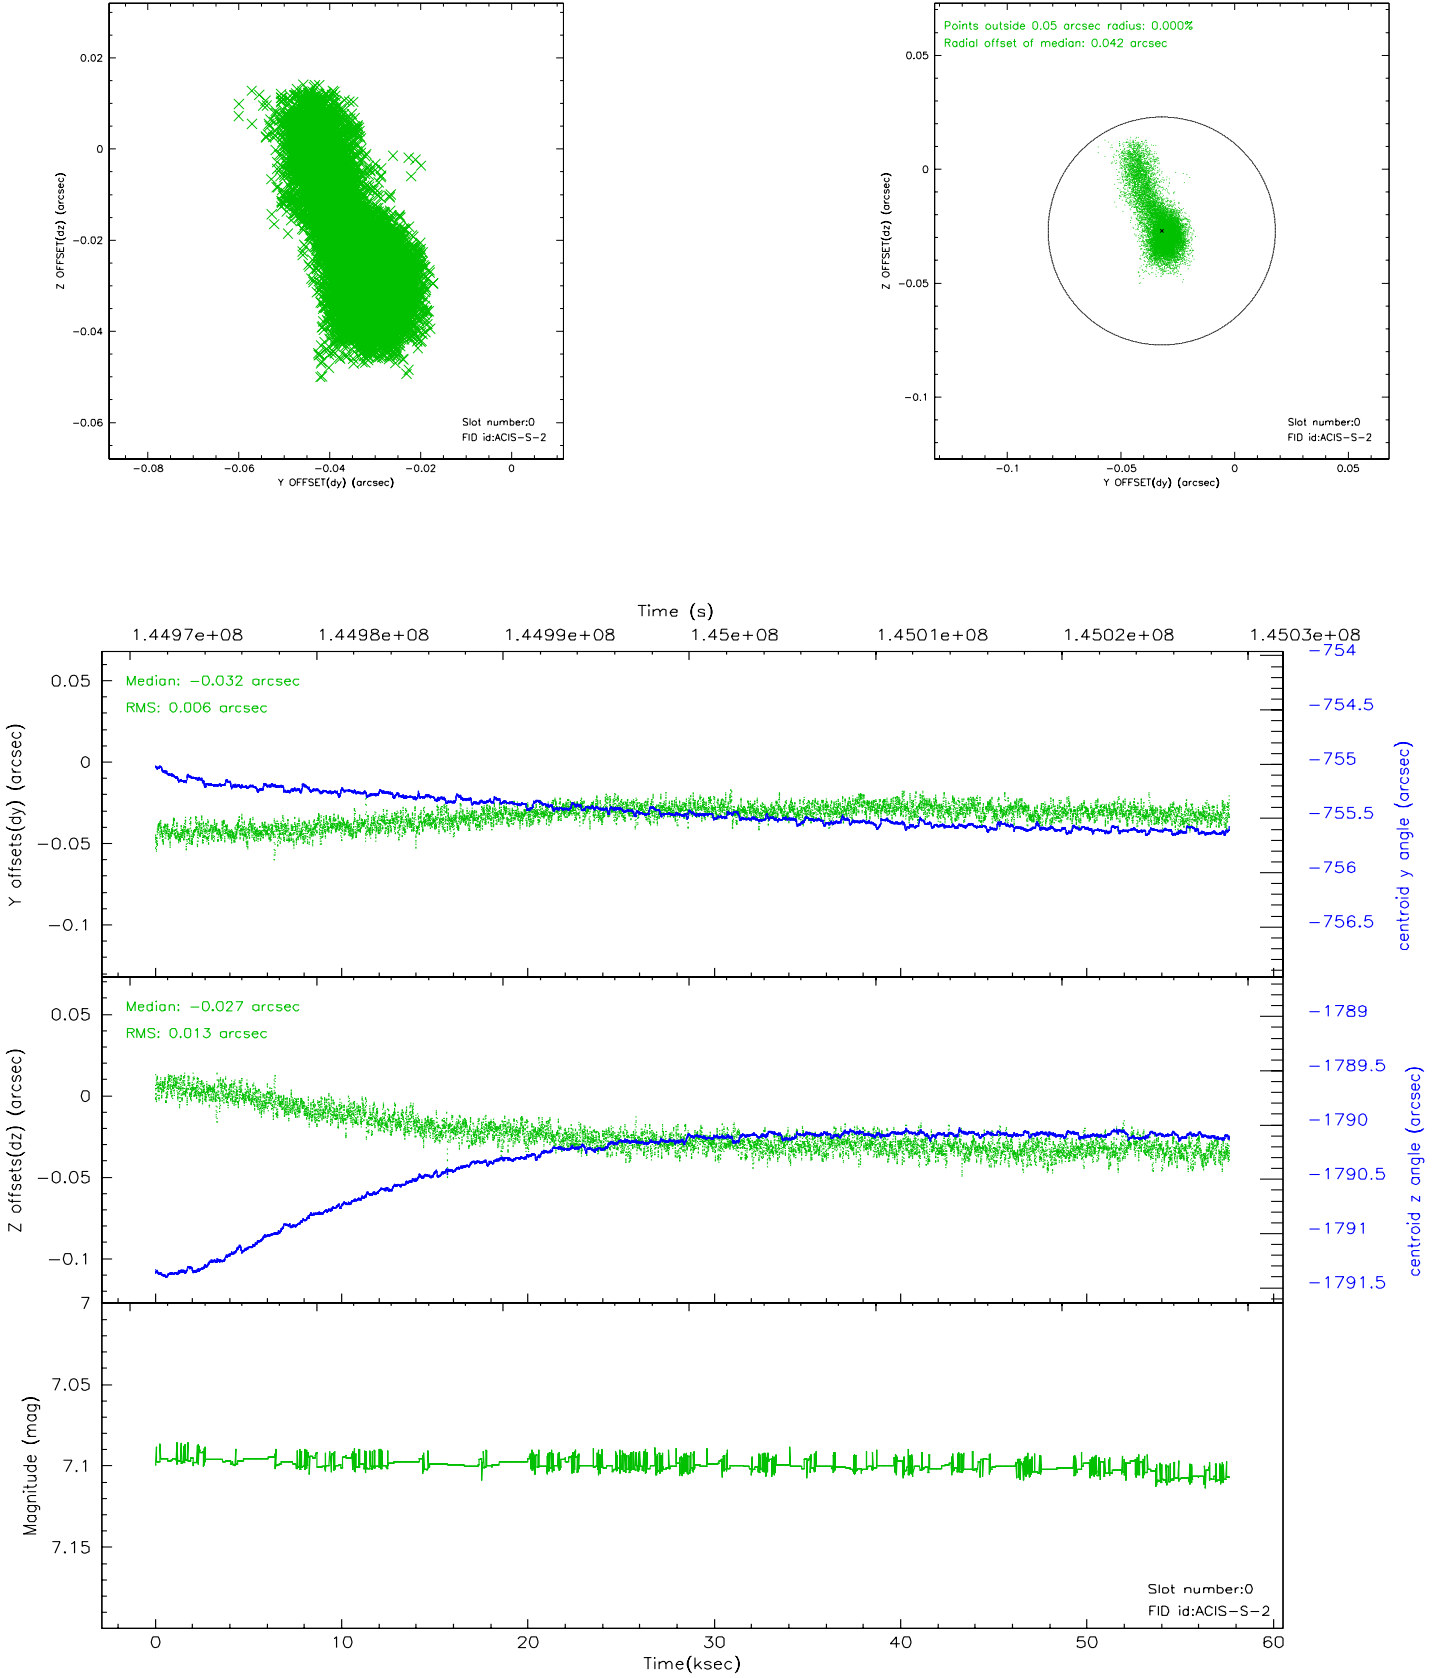 0.02
0
−0.02
−0.04
−0.06
Z OFFSET(dz) (arcsec)
Slot number:0
FID id:ACIS−S−2
−0.08
−0.06
−0.04
−0.02
0
Y OFFSET(dy) (arcsec)
Points outside 0.05 arcsec radius: 0.000%
Radial offset of median: 0.042 arcsec
0.05
0
−0.05
−0.1
Z OFFSET(dz) (arcsec)
Slot number:0
FID id:ACIS−S−2
−0.1
−0.05
0
0.05
Y OFFSET(dy) (arcsec)
Time (s)
1.4497e+08
1.4498e+08
1.4499e+08
1.45e+08
1.4501e+08
1.4502e+08
1.4503e+08
Median: −0.032 arcsec
RMS: 0.006 arcsec
0.05
0
−0.05
−0.1
Y offsets(dy) (arcsec)
−754
−754.5
−755
−755.5
−756
−756.5
centroid y angle (arcsec)
Median: −0.027 arcsec
RMS: 0.013 arcsec
0.05
0
−0.05
−0.1
Z offsets(dz) (arcsec)
−1789
−1789.5
−1790
−1790.5
−1791
−1791.5
centroid z angle (arcsec)
7
7.05
7.1
7.15
Magnitude (mag)
Slot number:0
FID id:ACIS−S−2
0
10
20
30
40
50
60
Time(ksec)